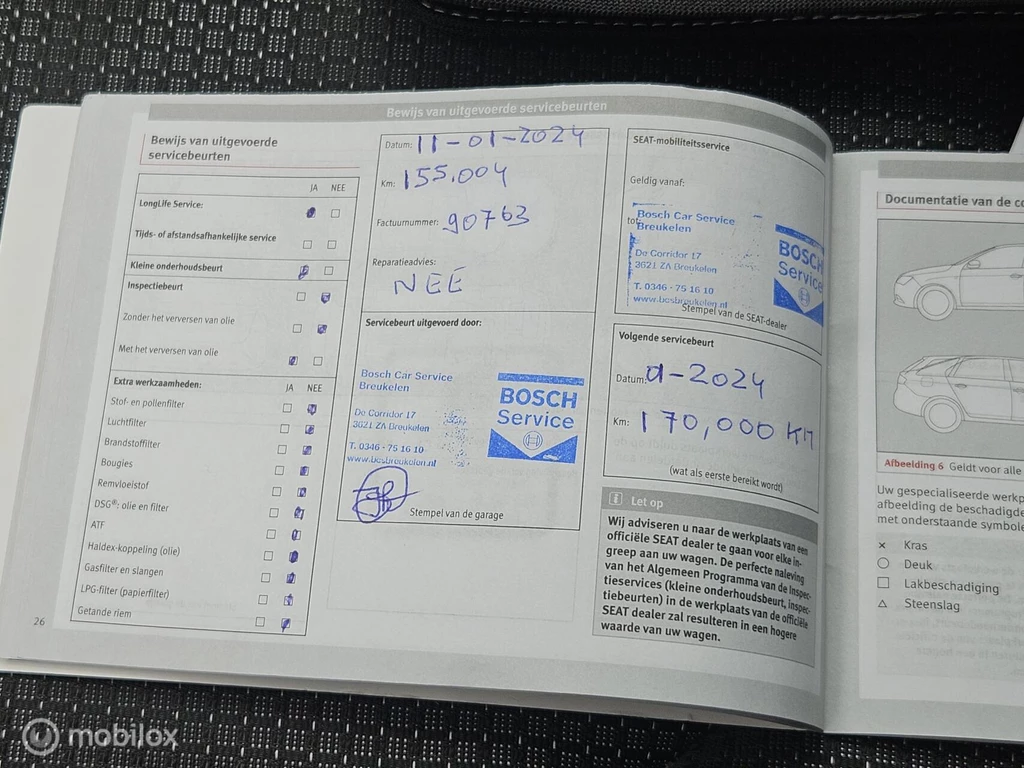 Bewijs van uitgevoerde servicebeurten
Bewijs van uitgevoerde
servicebeurten
JA NEE
LongLife Service:
Tijds- of afstandsafhankelijke service
Kleine onderhoudsbeurt
Inspectiebeurt
Zonder het verversen van olie
Met het verversen van olie
Extra werkzaamheden: JA NEE
Stof- en pollenfilter
Luchtfilter
Brandstoffilter
Bougies
Remvloeistof
DSG®: olie en filter
ATF
Haldex-koppeling (olie)
Gasfilter en slangen
LPG-filter (papierfilter)
Getande riem
26
Datum: 11-01-2024
Km: 155.004
Factuurnummer: 90763
Reparatieadvies:
NEE
Servicebeurt uitgevoerd door:
Bosch Car Service
Breukelen
De Corridor 17
3621 ZA Breukelen
T. 0346 - 75 16 10
www.bcsbreukelen.nl
BOSCH
Service
Stempel van de garage
SEAT-mobiliteitsservice
Geldig vanaf:
tot:
Bosch Car Service
Breukelen
De Corridor 17
3621 ZA Breukelen
T. 0346 - 75 16 10
www.bcsbreukelen.nl
BOSCH
Service
Stempel van de SEAT-dealer
Volgende servicebeurt
Datum: 2024
Km: 170,000 KM
(wat als eerste bereikt wordt)
i Let op
Wij adviseren u naar de werkplaats van een
officiële SEAT dealer te gaan voor elke in-
greep aan uw wagen. De perfecte naleving
van het Algemeen Programma van de Inspec-
tieservices (kleine onderhoudsbeurt, inspec-
tiebeurten) in de werkplaats van de officiële
SEAT dealer zal resulteren in een hogere
waarde van uw wagen.
Documentatie van de
Afbeelding 6 Geldt voor alle
Uw gespecialiseerde
afbeelding de
met onderstaande
× Kras
○ Deuk
□ Lakbeschadiging
△ Steenslag
mobilox